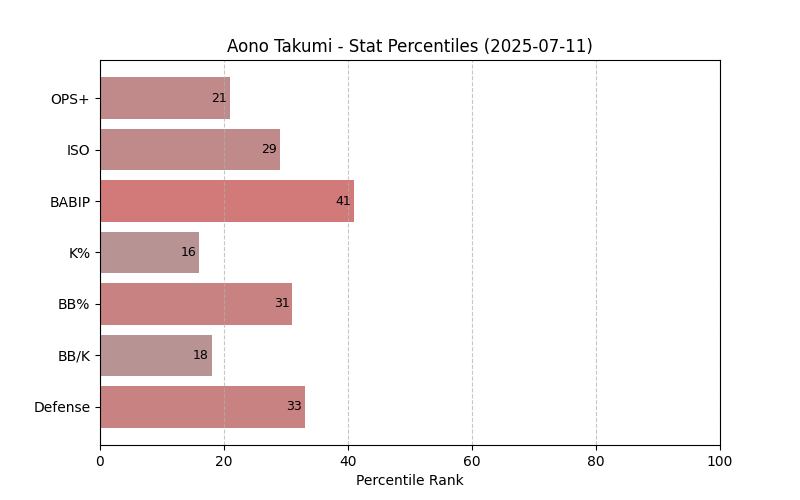 Aono Takumi - Stat Percentiles (2025-07-11)
OPS+ 21
ISO 29
BABIP 41
K% 16
BB% 31
BB/K 18
Defense 33
0 20 40 60 80 100
Percentile Rank